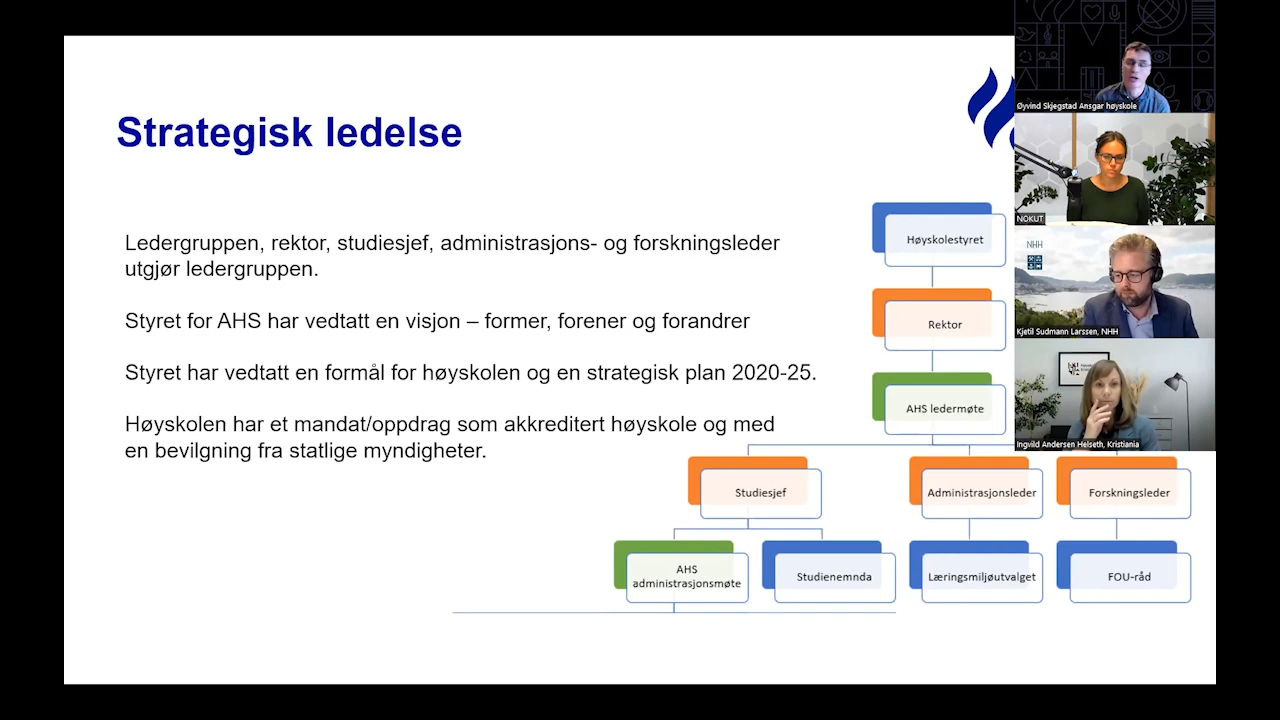 Strategisk ledelse
Ledergruppen, rektor, studiesjef, administrasjons- og forskningsleder
utgjør ledergruppen.
Styret for AHS har vedtatt en visjon – former, forener og forandrer
Styret har vedtatt en formål for høyskolen og en strategisk plan 2020-25.
Høyskolen har et mandat/oppdrag som akkreditert høyskole og med
en bevilgning fra statlige myndigheter.
Høyskolestyret
Rektor
AHS ledermøte
Studiesjef
Administrasjonsleder
Forskningsleder
AHS
administrasjonsmøte
Studienemnda
Læringsmiljøutvalget
FOU-råd
Øyvind Skjegstad Ansgar høyskole
NOKUT
NHH
Kjetil Sudmann Larssen, NHH
Ingvild Andersen Helseth, Kristiania